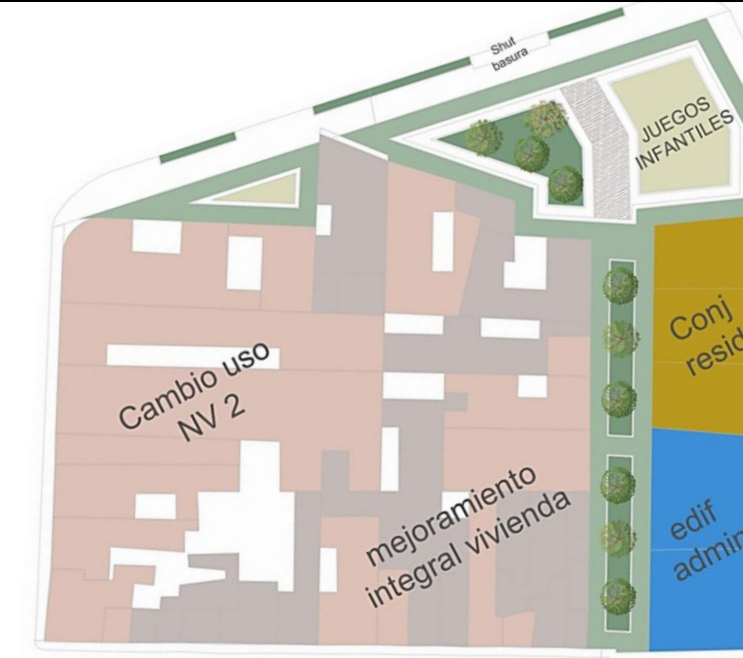 Shut
basura
JUEGOS
INFANTILES
Conj
resid
Cambio uso
NV 2
mejoramiento
integral vivienda
edif
admin